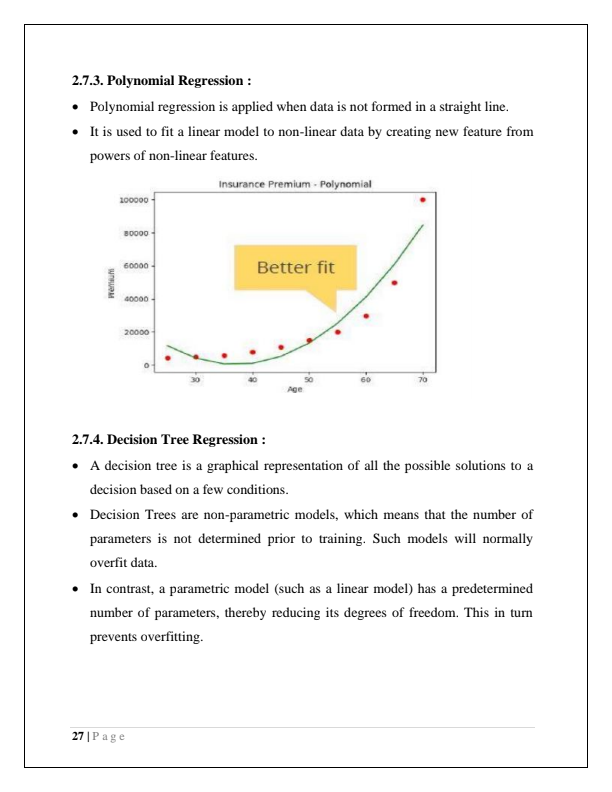 2.7.3. Polynomial Regression :
• Polynomial regression is applied when data is not formed in a straight line.
• It is used to fit a linear model to non-linear data by creating new feature from
powers of non-linear features.
Insurance Premium - Polynomial
100000
80000
60000
40000
20000
0
Premium
Better fit
30 40 50 60 70
Age
2.7.4. Decision Tree Regression :
• A decision tree is a graphical representation of all the possible solutions to a
decision based on a few conditions.
• Decision Trees are non-parametric models, which means that the number of
parameters is not determined prior to training. Such models will normally
overfit data.
• In contrast, a parametric model (such as a linear model) has a predetermined
number of parameters, thereby reducing its degrees of freedom. This in turn
prevents overfitting.
27 | P a g e